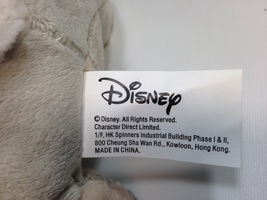 Disney
© Disney. All Rights Reserved.
Character Direct Limited.
1/F, HK Spinners Industrial Building Phase I & II,
800 Cheung Sha Wan Rd., Kowloon, Hong Kong.
MADE IN CHINA.